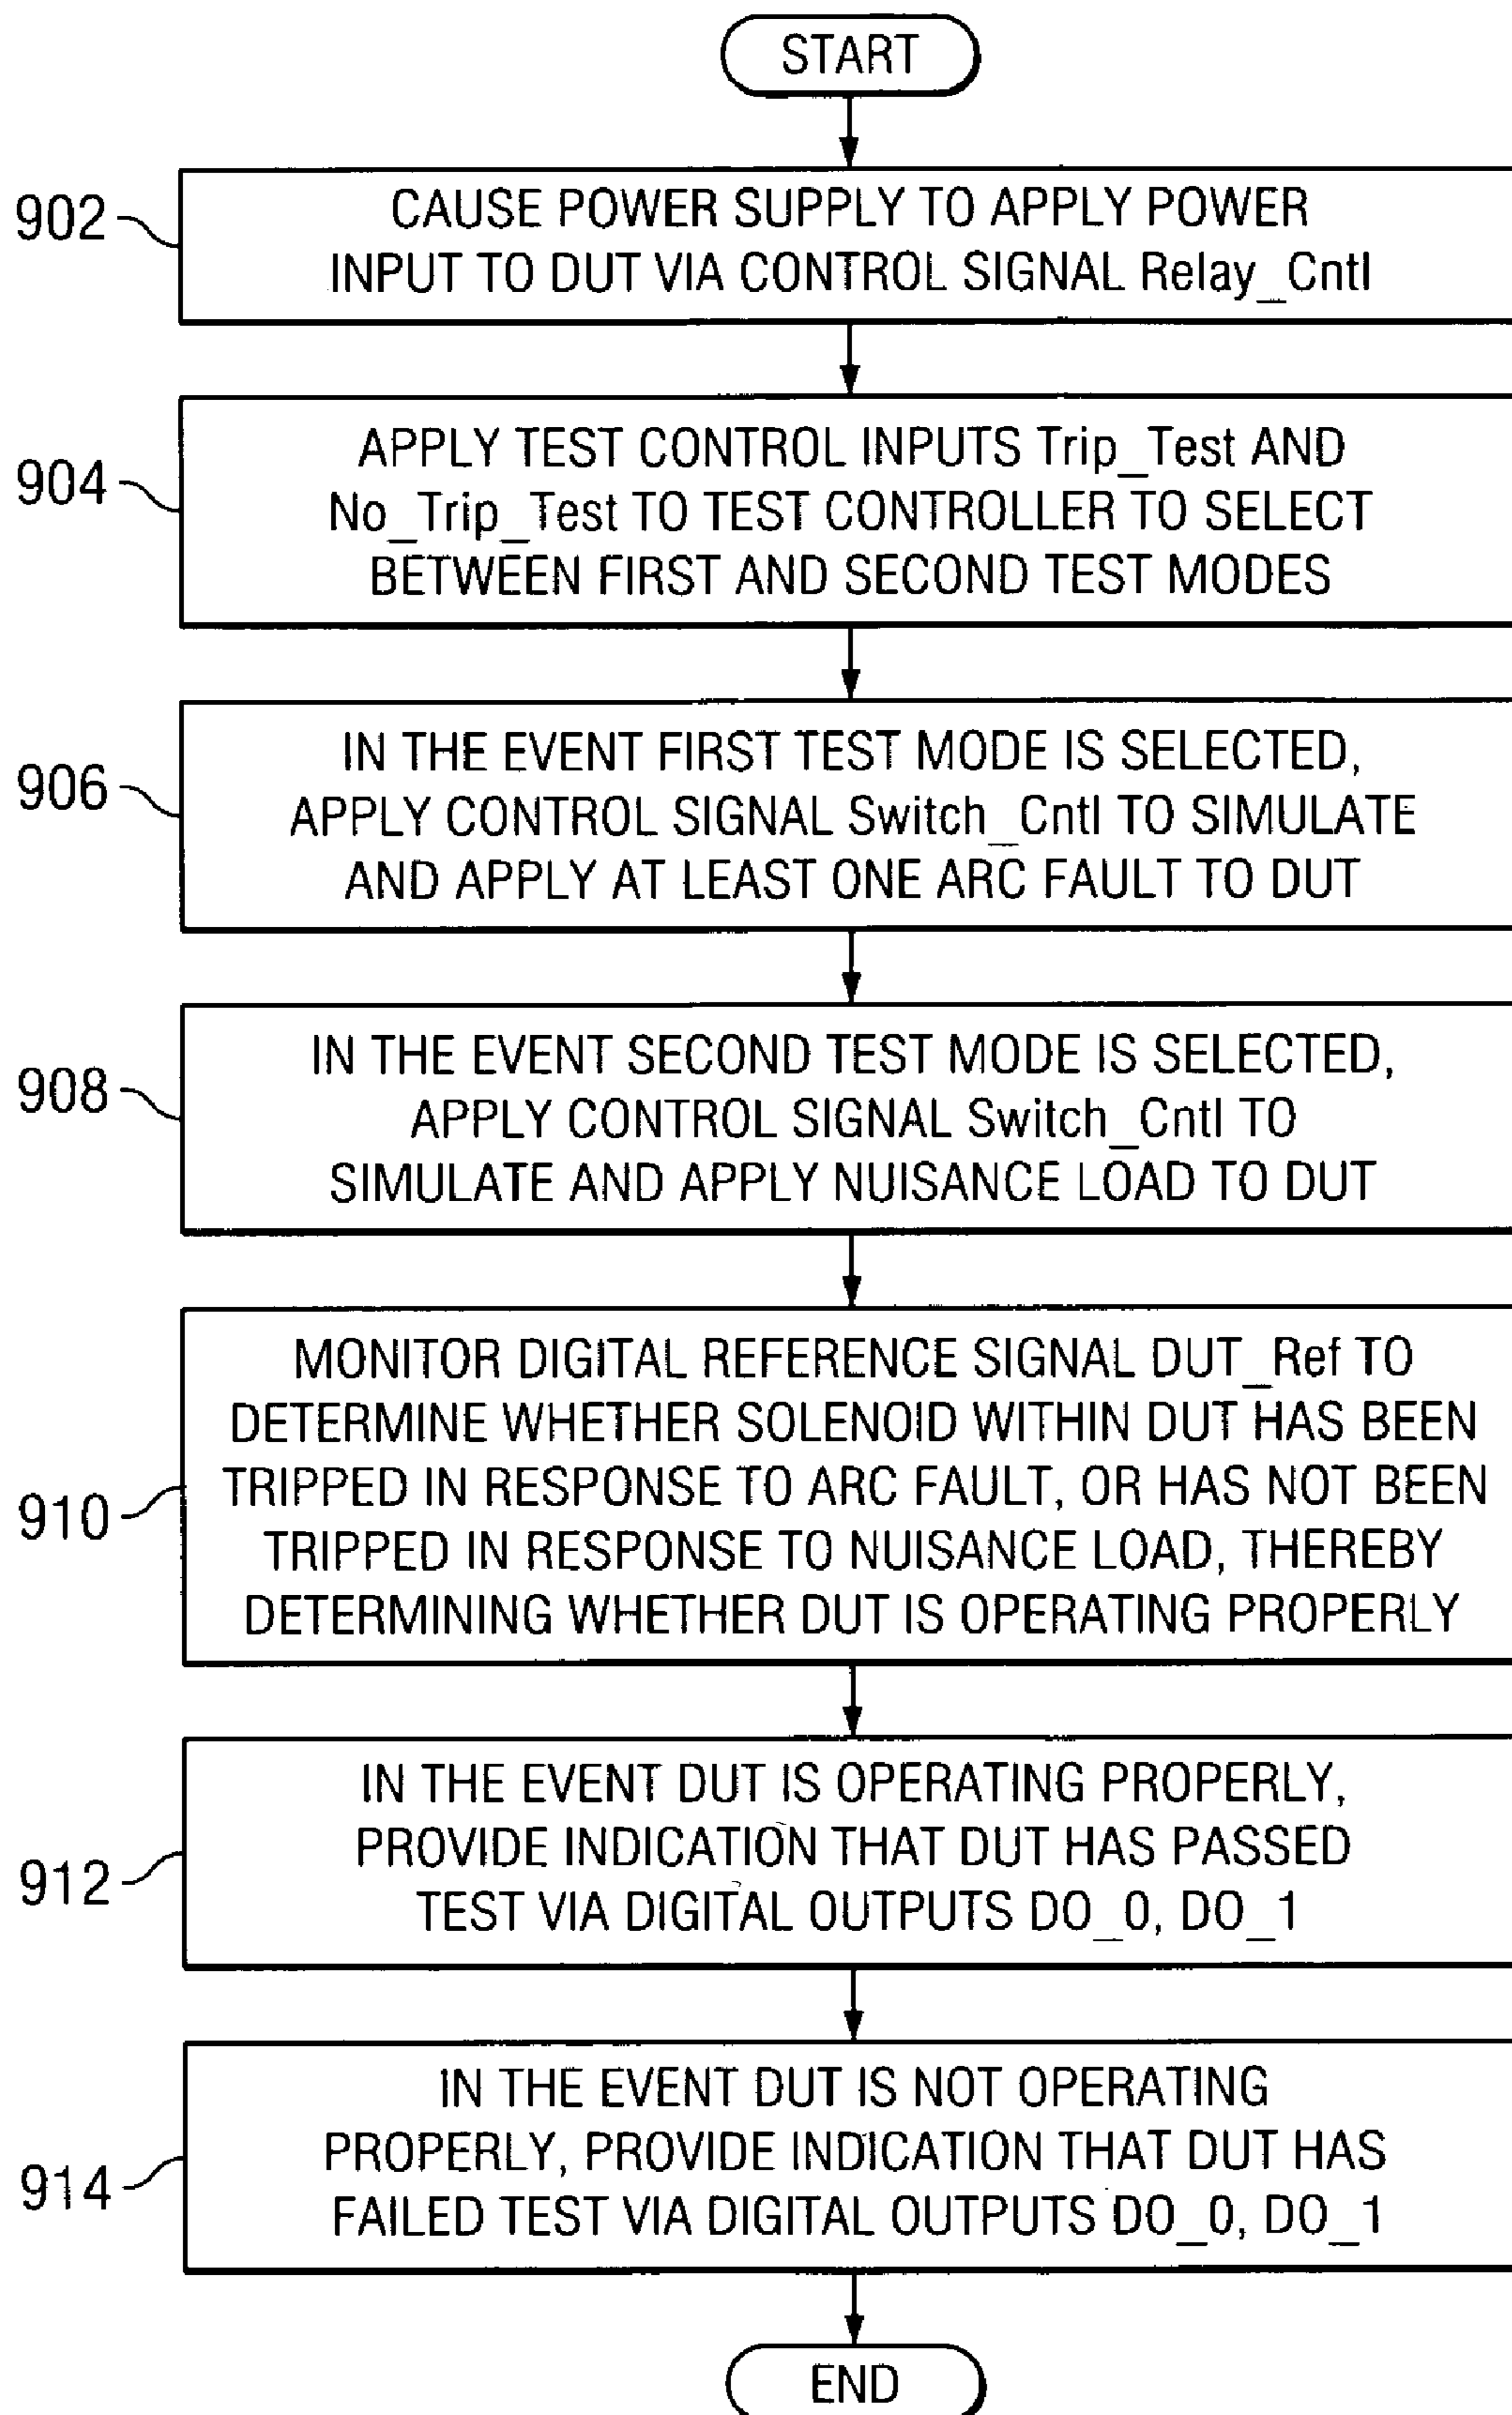 START
902
CAUSE POWER SUPPLY TO APPLY POWER
INPUT TO DUT VIA CONTROL SIGNAL Relay_Cntl
904
APPLY TEST CONTROL INPUTS Trip_Test AND
No_Trip_Test TO TEST CONTROLLER TO SELECT
BETWEEN FIRST AND SECOND TEST MODES
906
IN THE EVENT FIRST TEST MODE IS SELECTED,
APPLY CONTROL SIGNAL Switch_Cntl TO SIMULATE
AND APPLY AT LEAST ONE ARC FAULT TO DUT
908
IN THE EVENT SECOND TEST MODE IS SELECTED,
APPLY CONTROL SIGNAL Switch_Cntl TO
SIMULATE AND APPLY NUISANCE LOAD TO DUT
910
MONITOR DIGITAL REFERENCE SIGNAL DUT_Ref TO
DETERMINE WHETHER SOLENOID WITHIN DUT HAS BEEN
TRIPPED IN RESPONSE TO ARC FAULT, OR HAS NOT BEEN
TRIPPED IN RESPONSE TO NUISANCE LOAD, THEREBY
DETERMINING WHETHER DUT IS OPERATING PROPERLY
912
IN THE EVENT DUT IS OPERATING PROPERLY,
PROVIDE INDICATION THAT DUT HAS PASSED
TEST VIA DIGITAL OUTPUTS DO_0, DO_1
914
IN THE EVENT DUT IS NOT OPERATING
PROPERLY, PROVIDE INDICATION THAT DUT HAS
FAILED TEST VIA DIGITAL OUTPUTS DO_0, DO_1
END